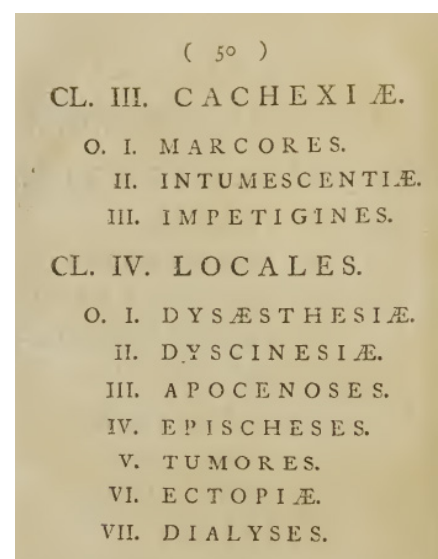 ( 50 )
CL. III. CACHEXIÆ.
O. I. MARCORES.
II. INTUMESCENTIÆ.
III. IMPETIGINES.
CL. IV. LOCALES.
O. I. DYSÆSTHESIÆ.
II. DYSCINESIÆ.
III. APOCENOSES.
IV. EPISCHESES.
V. TUMORES.
VI. ECTOPIÆ.
VII. DIALYSES.